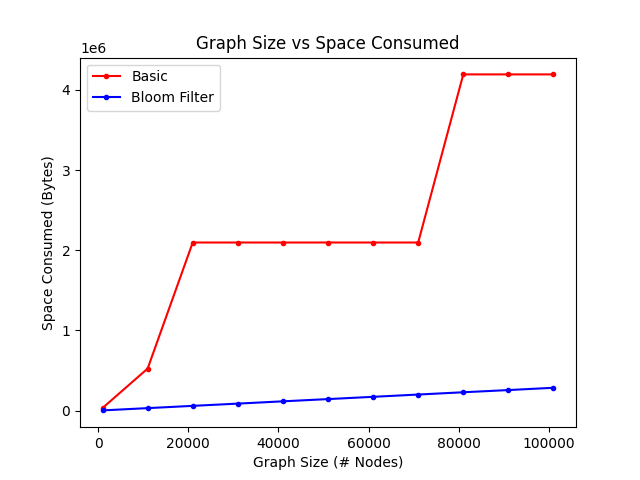 Graph Size vs Space Consumed
1e6
Basic
Bloom Filter
4
3
2
1
0
Space Consumed (Bytes)
0 20000 40000 60000 80000 100000
Graph Size (# Nodes)